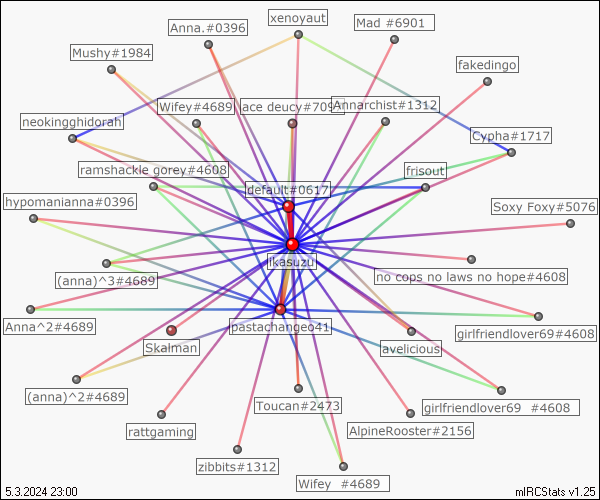 xenoyaut
Anna.#0396
Mad #6901
Mushy#1984
fakedingo
Wifey#4689
ace deucy#709
Annarchist#1312
neokingghidorah
Cypha#1717
ramshackle gorey#4608
frisout
default#0617
hypomanianna#0396
Soxy Foxy#5076
ikasuzu
(anna)^3#4689
no cops no laws no hope#4608
Anna^2#4689
pastachangeo41
girlfriendlover69#4608
Skalman
avelicious
(anna)^2#4689
Toucan#2473
girlfriendlover69 #4608
rattgaming
AlpineRooster#2156
zibbits#1312
Wifey #4689
5.3.2024 23:00
mIRCStats v1.25